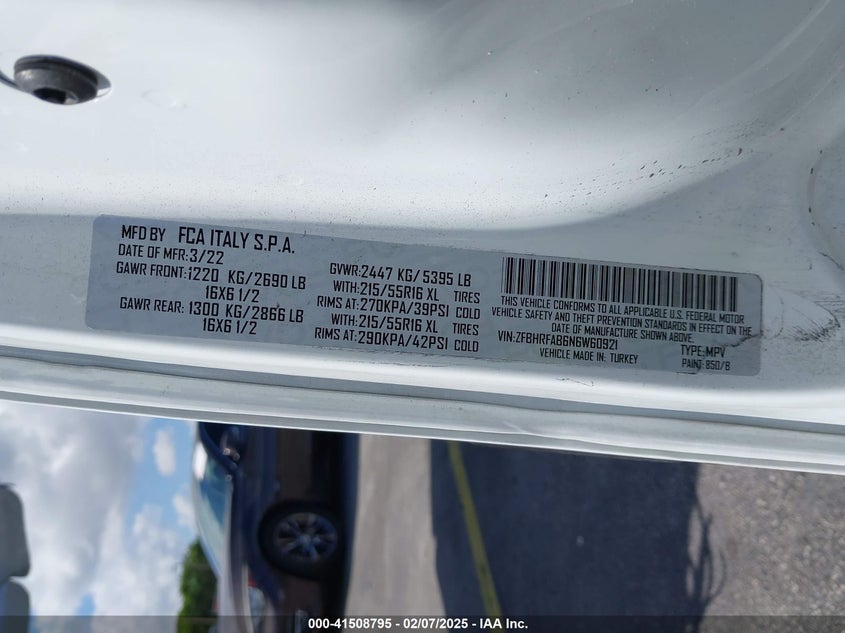 MFD BY FCA ITALY S.P.A.
DATE OF MFR:3/22
GAWR FRONT:1220 KG/2690 LB
16X6 1/2
GAWR REAR: 1300 KG/2866 LB
16X6 1/2
GVWR:2447 KG/5395 LB
WITH:215/55R16 XL TIRES
RIMS AT:270KPA/39PSI COLD
WITH:215/55R16 XL TIRES
RIMS AT:290KPA/42PSI COLD
THIS VEHICLE CONFORMS TO ALL APPLICABLE U.S. FEDERAL MOTOR
VEHICLE SAFETY AND THEFT PREVENTION STANDARDS IN EFFECT ON THE
DATE OF MANUFACTURE SHOWN ABOVE.
VIN:ZFBHRFAB6N6W60921 TYPE:MPV
VEHICLE MADE IN: TURKEY PAINT:850/B
000-41508795 - 02/07/2025 - IAA Inc.